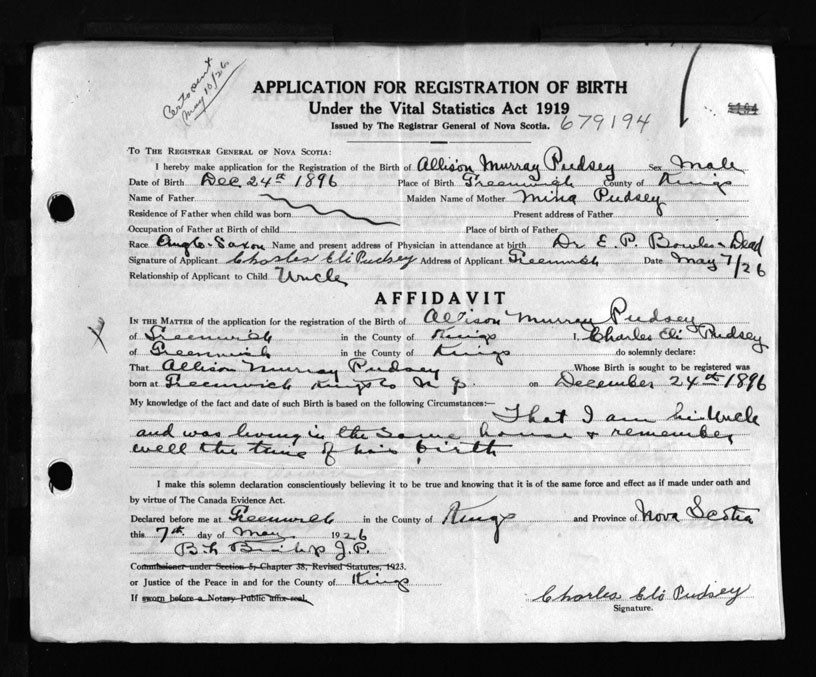 Cert sent
May 10/26
APPLICATION FOR REGISTRATION OF BIRTH
Under the Vital Statistics Act 1919
Issued by The Registrar General of Nova Scotia. 679194
To The Registrar General of Nova Scotia:
I hereby make application for the Registration of the Birth of Allison Murray Pudsey Sex Male
Date of Birth Dec 24th 1896 Place of Birth Greenwich County of Kings
Name of Father Maiden Name of Mother Mina Pudsey
Residence of Father when child was born Present address of Father
Occupation of Father at Birth of child Place of birth of Father
Race Anglo-Saxon Name and present address of Physician in attendance at birth Dr E. P. Bowles - Dead
Signature of Applicant Charles Eli Pudsey Address of Applicant Greenwich Date May 7/26
Relationship of Applicant to Child Uncle
AFFIDAVIT
In the Matter of the application for the registration of the Birth of Allison Murray Pudsey
of Greenwich in the County of Kings I, Charles Eli Pudsey
of Greenwich in the County of Kings do solemnly declare:
That Allison Murray Pudsey Whose Birth is sought to be registered was
born at Greenwich Kings Co N.S. on December 24th 1896
My knowledge of the fact and date of such Birth is based on the following Circumstances:— That I am his Uncle
and was living in the same house & remember
well the time of his birth
I make this solemn declaration conscientiously believing it to be true and knowing that it is of the same force and effect as if made under oath and
by virtue of The Canada Evidence Act.
Declared before me at Greenwich in the County of Kings and Province of Nova Scotia
this 7th day of May 1926
Bishop J.P.
Commissioner under Section 5, Chapter 38, Revised Statutes, 1923.
or Justice of the Peace in and for the County of Kings
If sworn before a Notary Public affix seal.
Charles Eli Pudsey
Signature.